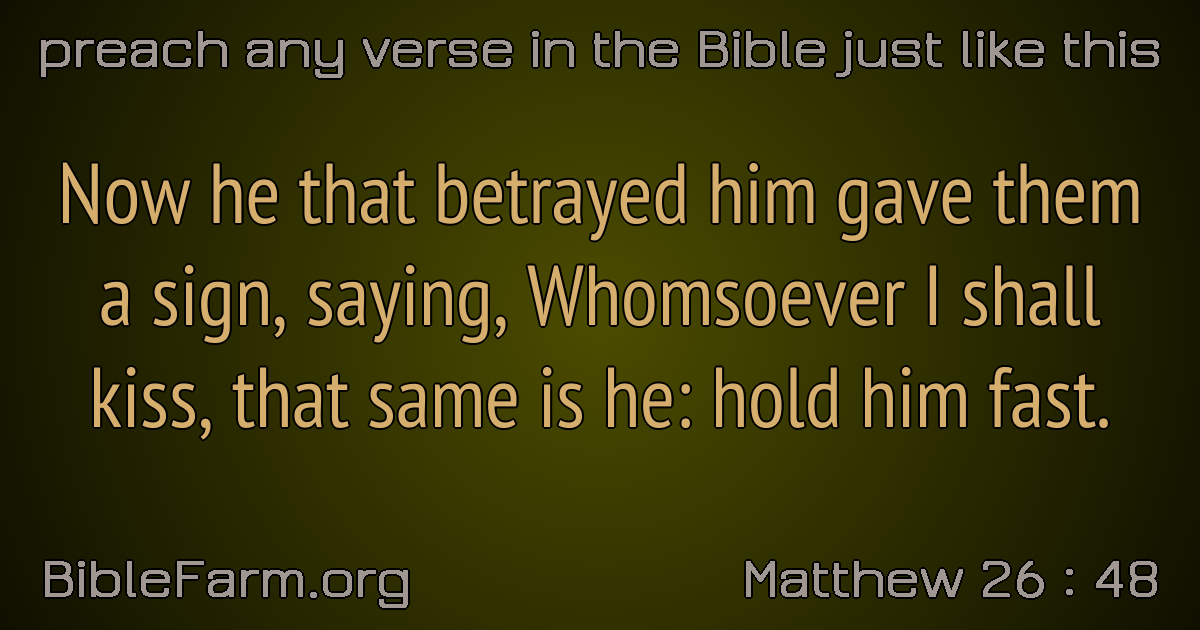 preach any verse in the Bible just like this
Now he that betrayed him gave them
a sign, saying, Whomsoever I shall
kiss, that same is he: hold him fast.
BibleFarm.org
Matthew 26 : 48